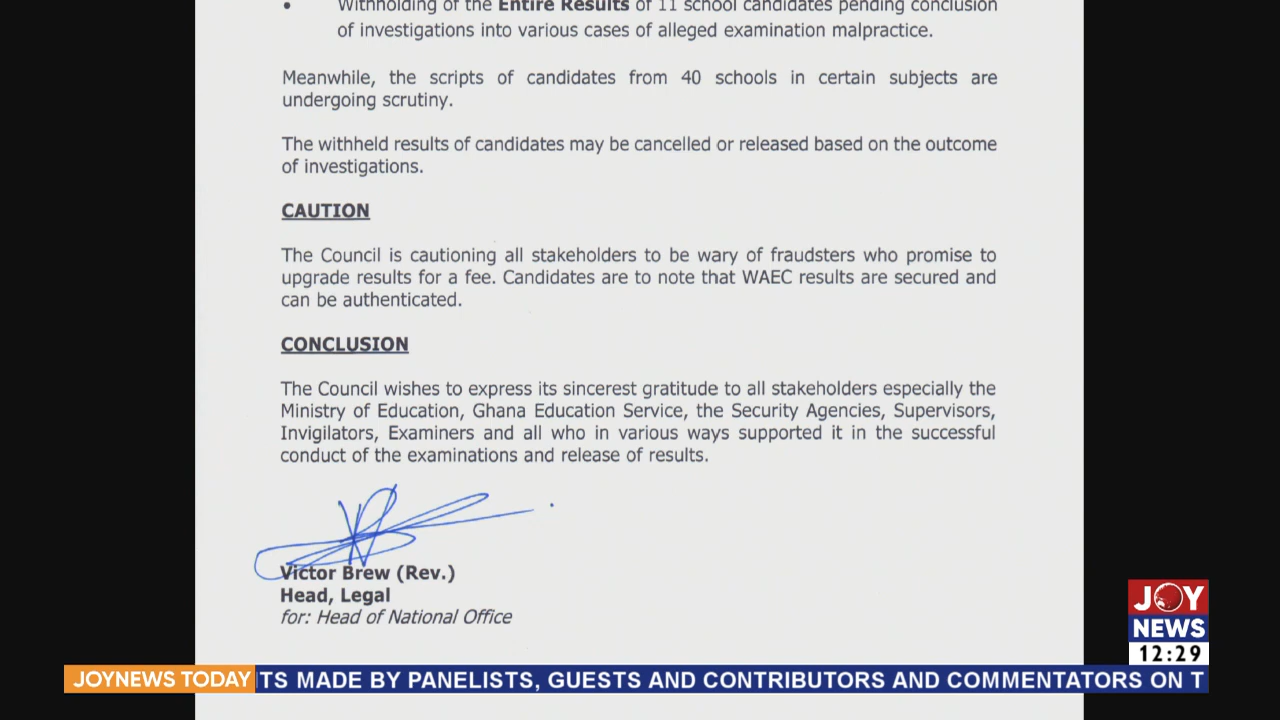 • Withholding of the Entire Results of 11 school candidates pending conclusion
of investigations into various cases of alleged examination malpractice.
Meanwhile, the scripts of candidates from 40 schools in certain subjects are
undergoing scrutiny.
The withheld results of candidates may be cancelled or released based on the outcome
of investigations.
CAUTION
The Council is cautioning all stakeholders to be wary of fraudsters who promise to
upgrade results for a fee. Candidates are to note that WAEC results are secured and
can be authenticated.
CONCLUSION
The Council wishes to express its sincerest gratitude to all stakeholders especially the
Ministry of Education, Ghana Education Service, the Security Agencies, Supervisors,
Invigilators, Examiners and all who in various ways supported it in the successful
conduct of the examinations and release of results.
Victor Brew (Rev.)
Head, Legal
for: Head of National Office
JOY
NEWS
12:29
JOYNEWS TODAY TS MADE BY PANELISTS, GUESTS AND CONTRIBUTORS AND COMMENTATORS ON T